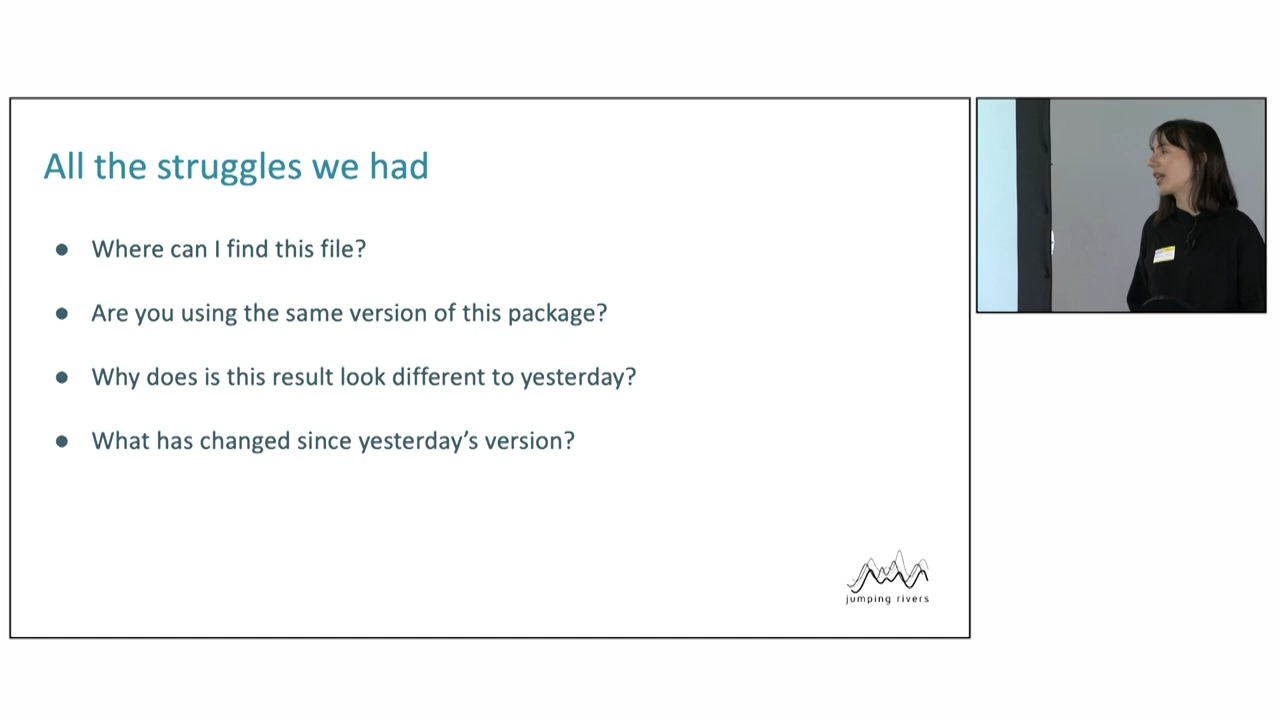 All the struggles we had
● Where can I find this file?
● Are you using the same version of this package?
● Why does is this result look different to yesterday?
● What has changed since yesterday's version?
jumping rivers